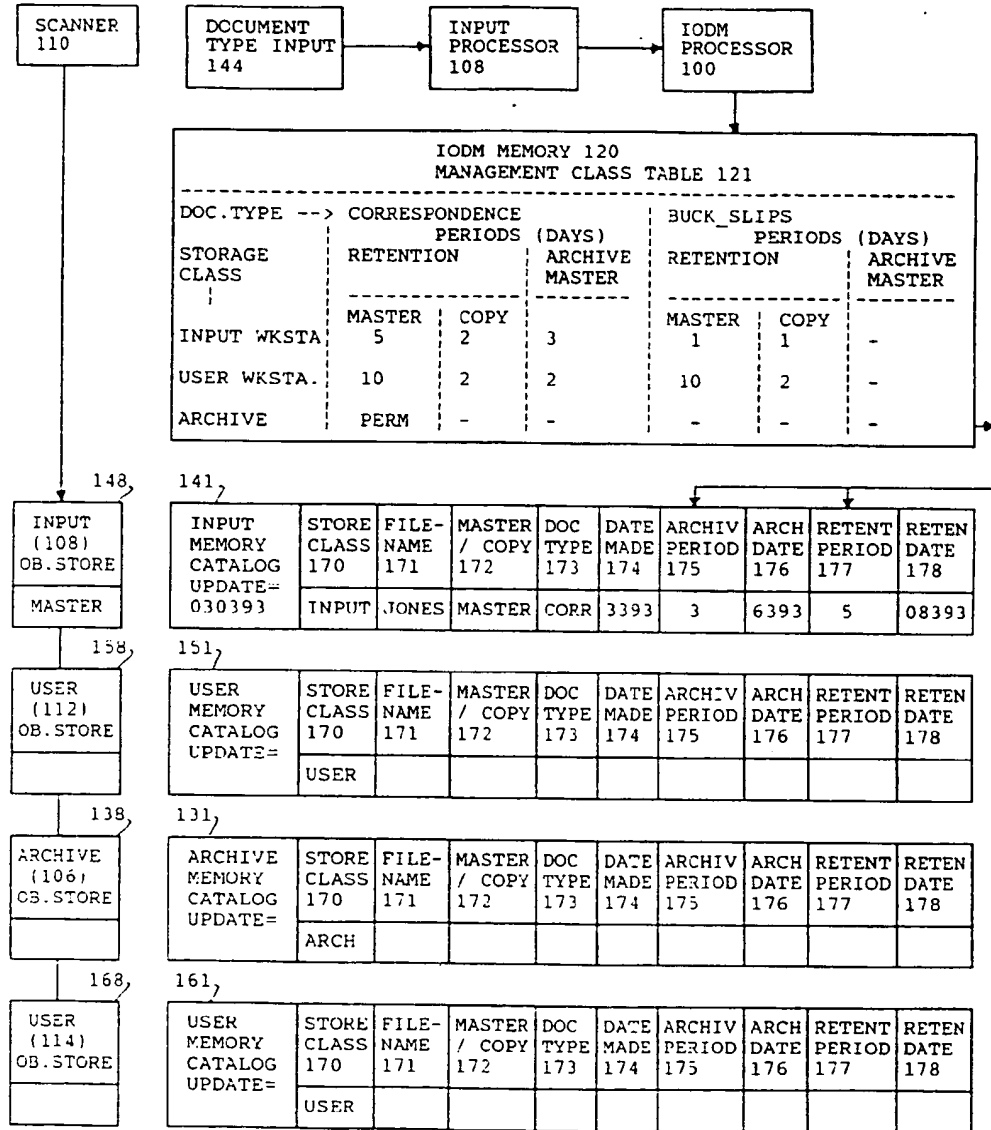 SCANNER
110
DOCUMENT
TYPE INPUT
144
INPUT
PROCESSOR
108
IODM
PROCESSOR
100
IODM MEMORY 120
MANAGEMENT CLASS TABLE 121
DOC.TYPE --> CORRESPONDENCE BUCK_SLIPS
PERIODS (DAYS) PERIODS (DAYS)
STORAGE RETENTION ARCHIVE RETENTION ARCHIVE
CLASS MASTER MASTER
MASTER COPY MASTER COPY
INPUT WKSTA 5 2 3 1 1 -
USER WKSTA. 10 2 2 10 2 -
ARCHIVE PERM - - - - -
148 141
INPUT
(108)
OB.STORE
MASTER
INPUT STORE FILE- MASTER DOC DATE ARCHIV ARCH RETENT RETEN
MEMORY CLASS NAME / COPY TYPE MADE PERIOD DATE PERIOD DATE
CATALOG 170 171 172 173 174 175 176 177 178
UPDATE=
030393 INPUT JONES MASTER CORR 3393 3 6393 5 08393
158 151
USER
(112)
OB.STORE
USER STORE FILE- MASTER DOC DATE ARCHIV ARCH RETENT RETEN
MEMORY CLASS NAME / COPY TYPE MADE PERIOD DATE PERIOD DATE
CATALOG 170 171 172 173 174 175 176 177 178
UPDATE=
USER
138 131
ARCHIVE
(106)
OB.STORE
ARCHIVE STORE FILE- MASTER DOC DATE ARCHIV ARCH RETENT RETEN
MEMORY CLASS NAME / COPY TYPE MADE PERIOD DATE PERIOD DATE
CATALOG 170 171 172 173 174 175 176 177 178
UPDATE=
ARCH
168 161
USER
(114)
OB.STORE
USER STORE FILE- MASTER DOC DATE ARCHIV ARCH RETENT RETEN
MEMORY CLASS NAME / COPY TYPE MADE PERIOD DATE PERIOD DATE
CATALOG 170 171 172 173 174 175 176 177 178
UPDATE=
USER